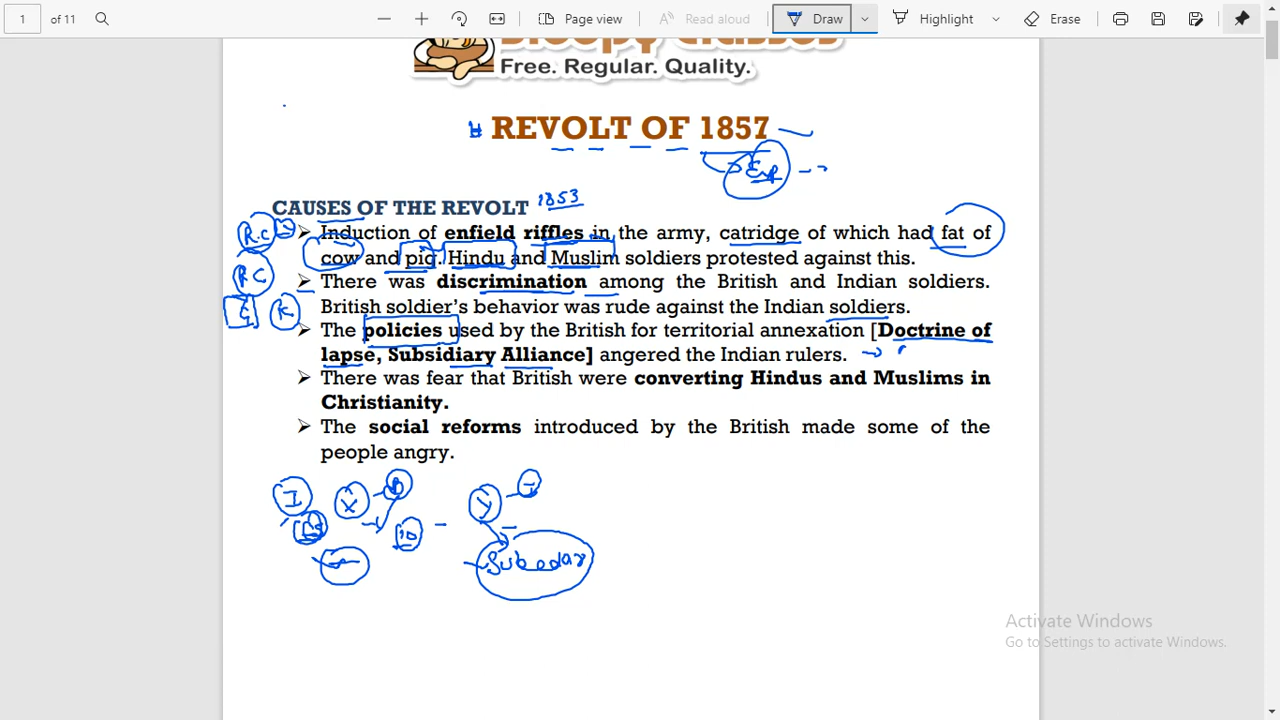 1 of 11 Page view Read aloud Draw Highlight Erase
Free. Regular. Quality.
REVOLT OF 1857
Exp
CAUSES OF THE REVOLT 1853
R.C ➢ Induction of enfield riffles in the army, catridge of which had fat of
cow and pig. Hindu and Muslim soldiers protested against this.
RC ➢ There was discrimination among the British and Indian soldiers.
British soldier's behavior was rude against the Indian soldiers.
➢ The policies used by the British for territorial annexation [Doctrine of
lapse, Subsidiary Alliance] angered the Indian rulers.
➢ There was fear that British were converting Hindus and Muslims in
Christianity.
➢ The social reforms introduced by the British made some of the
people angry.
I X B Y I
10
Subedar
Activate Windows
Go to Settings to activate Windows.